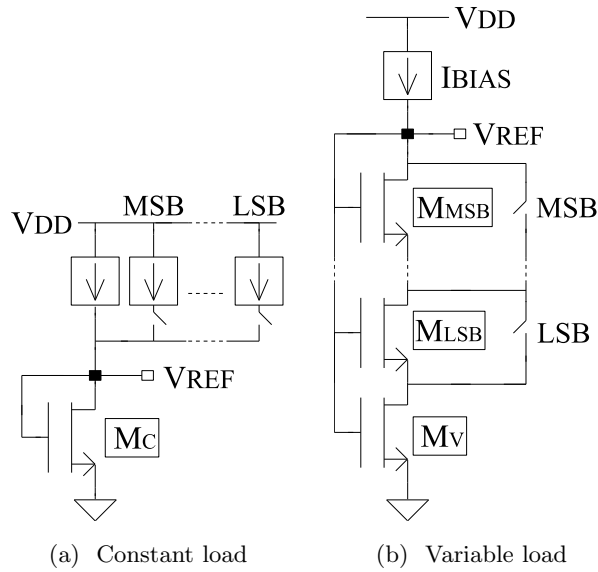 VDD
MSB
LSB
VREF
MC
(a) Constant load
VDD
IBIAS
VREF
MMSB
MSB
MLSB
LSB
MV
(b) Variable load